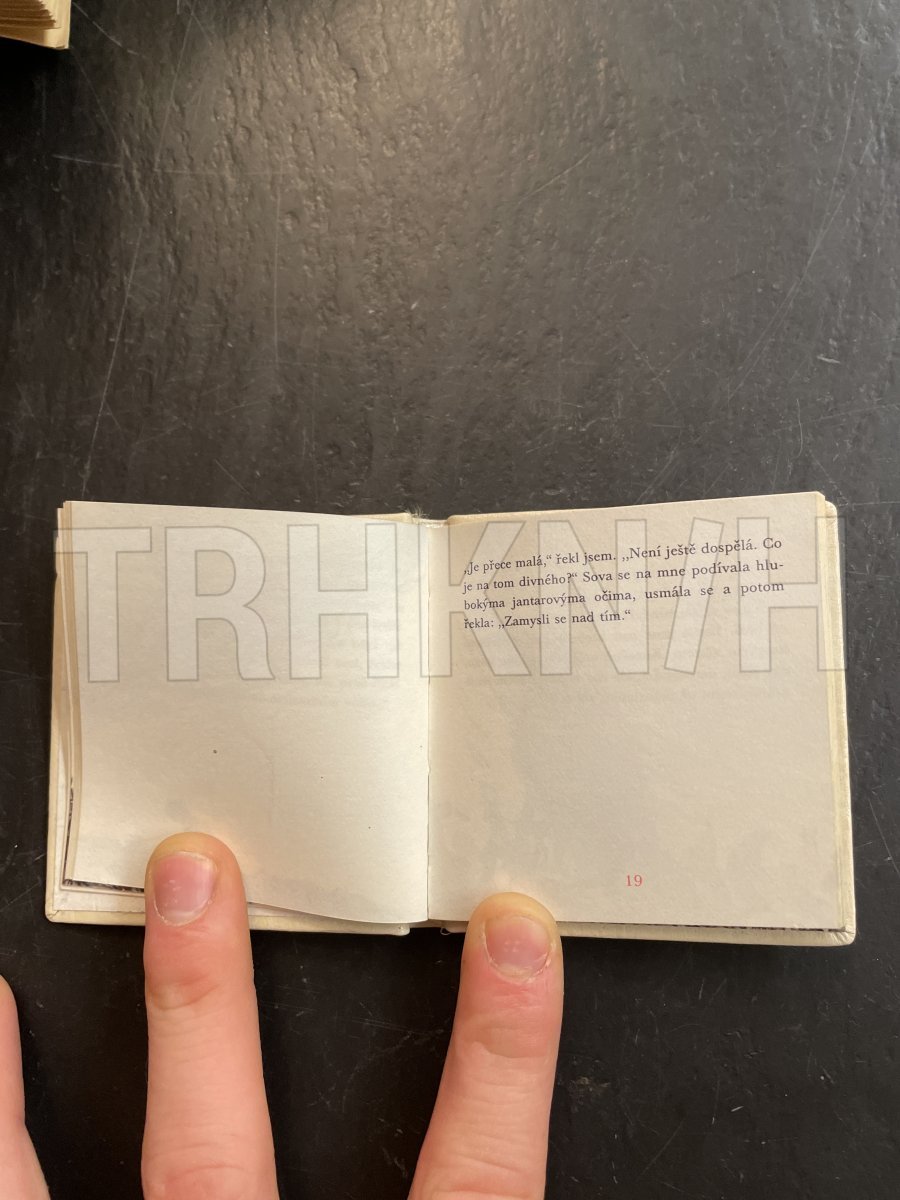 „Je přece malá,“ řekl jsem. „Není ještě dospělá. Co
je na tom divného?“ Sova se na mne podívala hlu-
bokýma jantarovýma očima, usmála se a potom
řekla: „Zamysli se nad tím.“
19
TRHKNIH